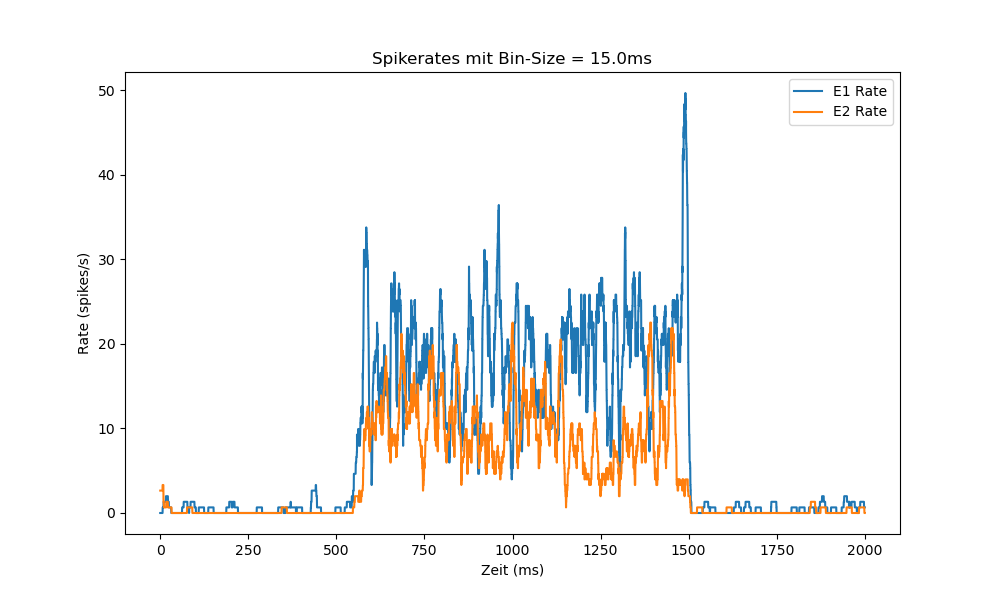 Spikerates mit Bin-Size = 15.0ms
E1 Rate
E2 Rate
50
40
30
20
10
0
Rate (spikes/s)
0 250 500 750 1000 1250 1500 1750 2000
Zeit (ms)